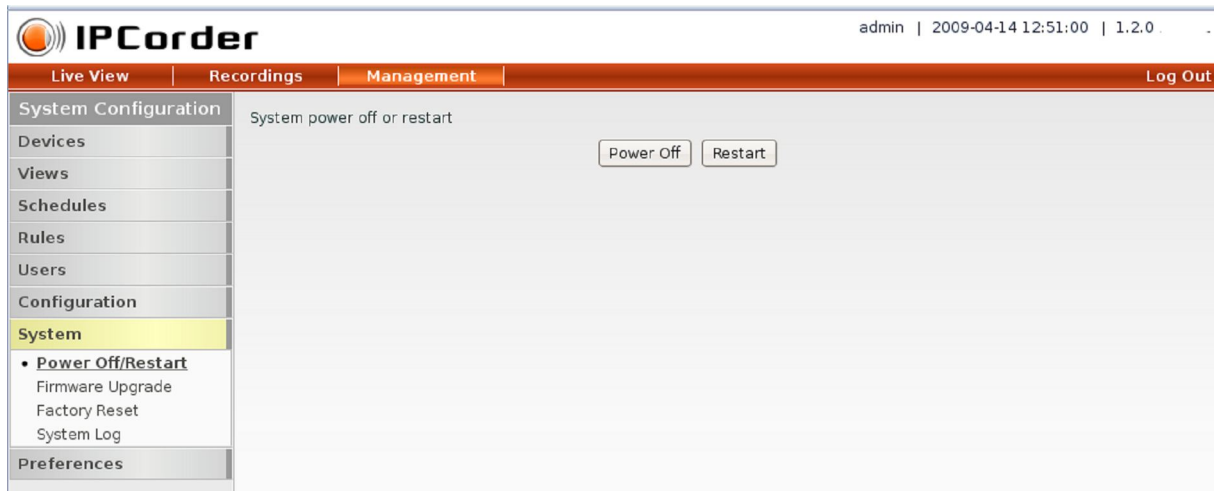 IPCorder
admin | 2009-04-14 12:51:00 | 1.2.0
Live View | Recordings | Management | Log Out
System Configuration
Devices
Views
Schedules
Rules
Users
Configuration
System
• Power Off/Restart
Firmware Upgrade
Factory Reset
System Log
Preferences
System power off or restart
Power Off Restart